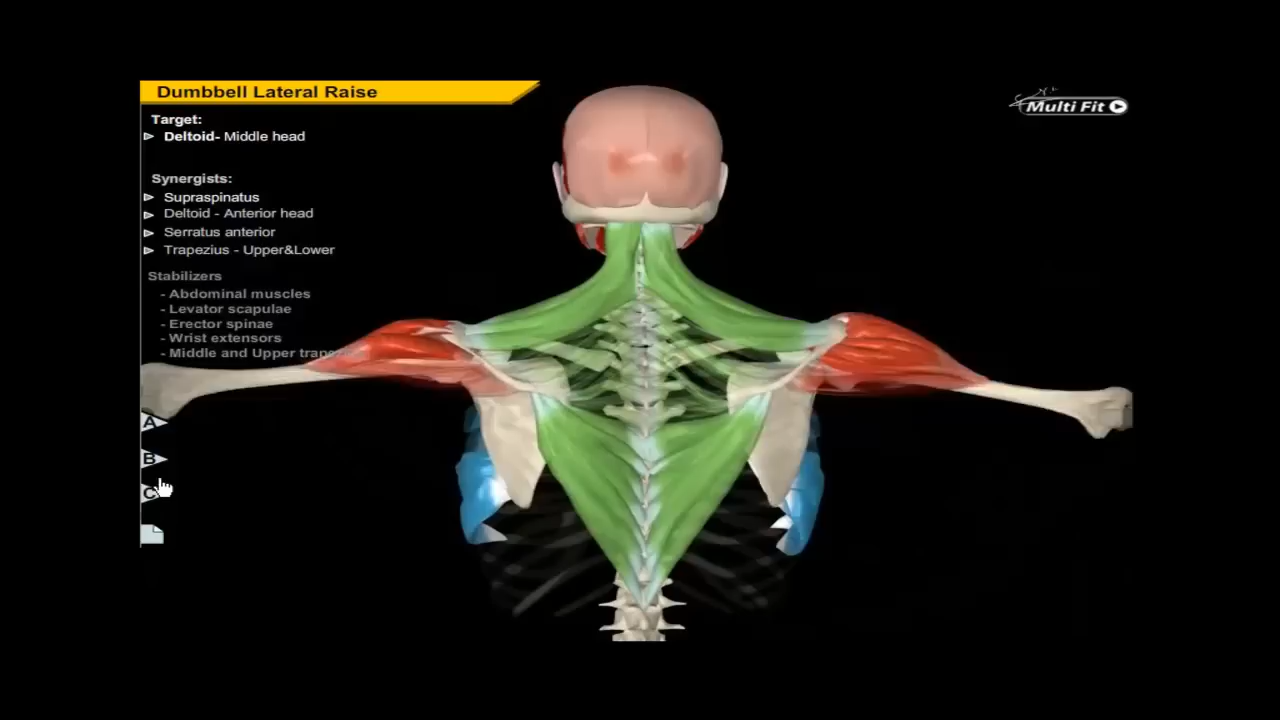 Dumbbell Lateral Raise
Multi Fit
Target:
Deltoid- Middle head
Synergists:
Supraspinatus
Deltoid - Anterior head
Serratus anterior
Trapezius - Upper&Lower
Stabilizers
- Abdominal muscles
- Levator scapulae
- Erector spinae
- Wrist extensors
- Middle and Upper
A
B
C